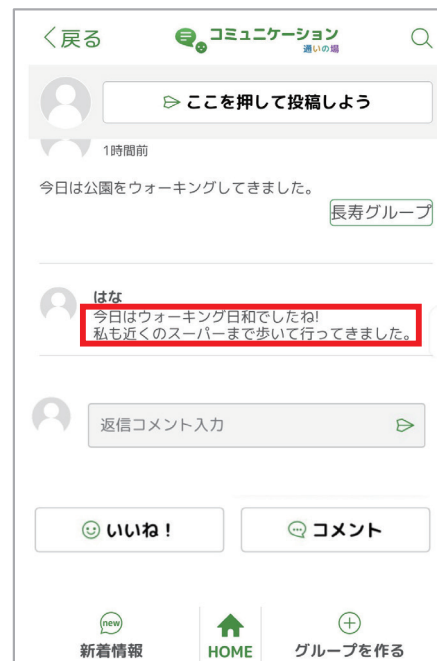 戻る
コミュニケーション
通いの場
ここを押して投稿しよう
1時間前
今日は公園をウォーキングしてきました。
長寿グループ
はな
今日はウォーキング日和でしたね!
私も近くのスーパーまで歩いて行ってきました。
返信コメント入力
いいね!
コメント
new
新着情報
HOME
グループを作る